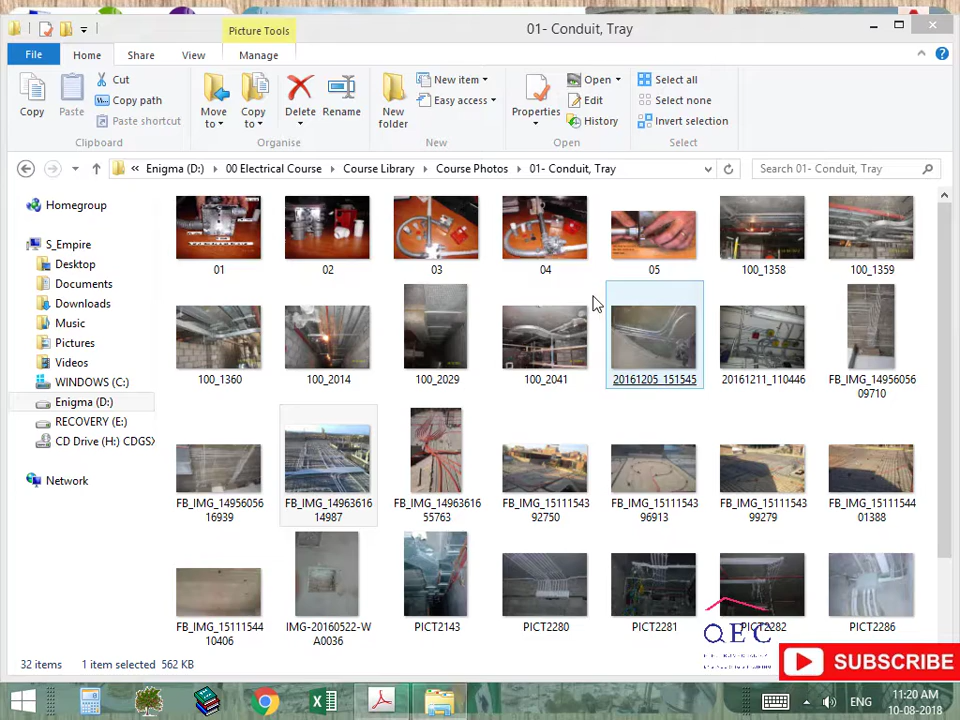 Picture Tools
01- Conduit, Tray
File
Home
Share
View
Manage
Copy
Paste
Cut
Copy path
Paste shortcut
Move to
Copy to
Delete
Rename
New folder
New item
Easy access
Properties
Open
Edit
History
Select all
Select none
Invert selection
Clipboard
Organise
New
Open
Select
« Enigma (D:) 00 Electrical Course Course Library Course Photos 01- Conduit, Tray
Search 01- Conduit, Tray
Homegroup
S_Empire
Desktop
Documents
Downloads
Music
Pictures
Videos
WINDOWS (C:)
Enigma (D:)
RECOVERY (E:)
CD Drive (H:) CDGS
Network
01
02
03
04
05
100_1358
100_1359
100_1360
100_2014
100_2029
100_2041
20161205_151545
20161211_110446
FB_IMG_14956056
09710
FB_IMG_14956056
16939
FB_IMG_14963616
14987
FB_IMG_14963616
55763
FB_IMG_15111543
92750
FB_IMG_15111543
96913
FB_IMG_15111543
99279
FB_IMG_15111544
01388
FB_IMG_15111544
10406
IMG-20160522-W
A0036
PICT2143
PICT2280
PICT2281
PICT2282
PICT2286
QEC
32 items 1 item selected 562 KB
SUBSCRIBE
ENG
11:20 AM
10-08-2018